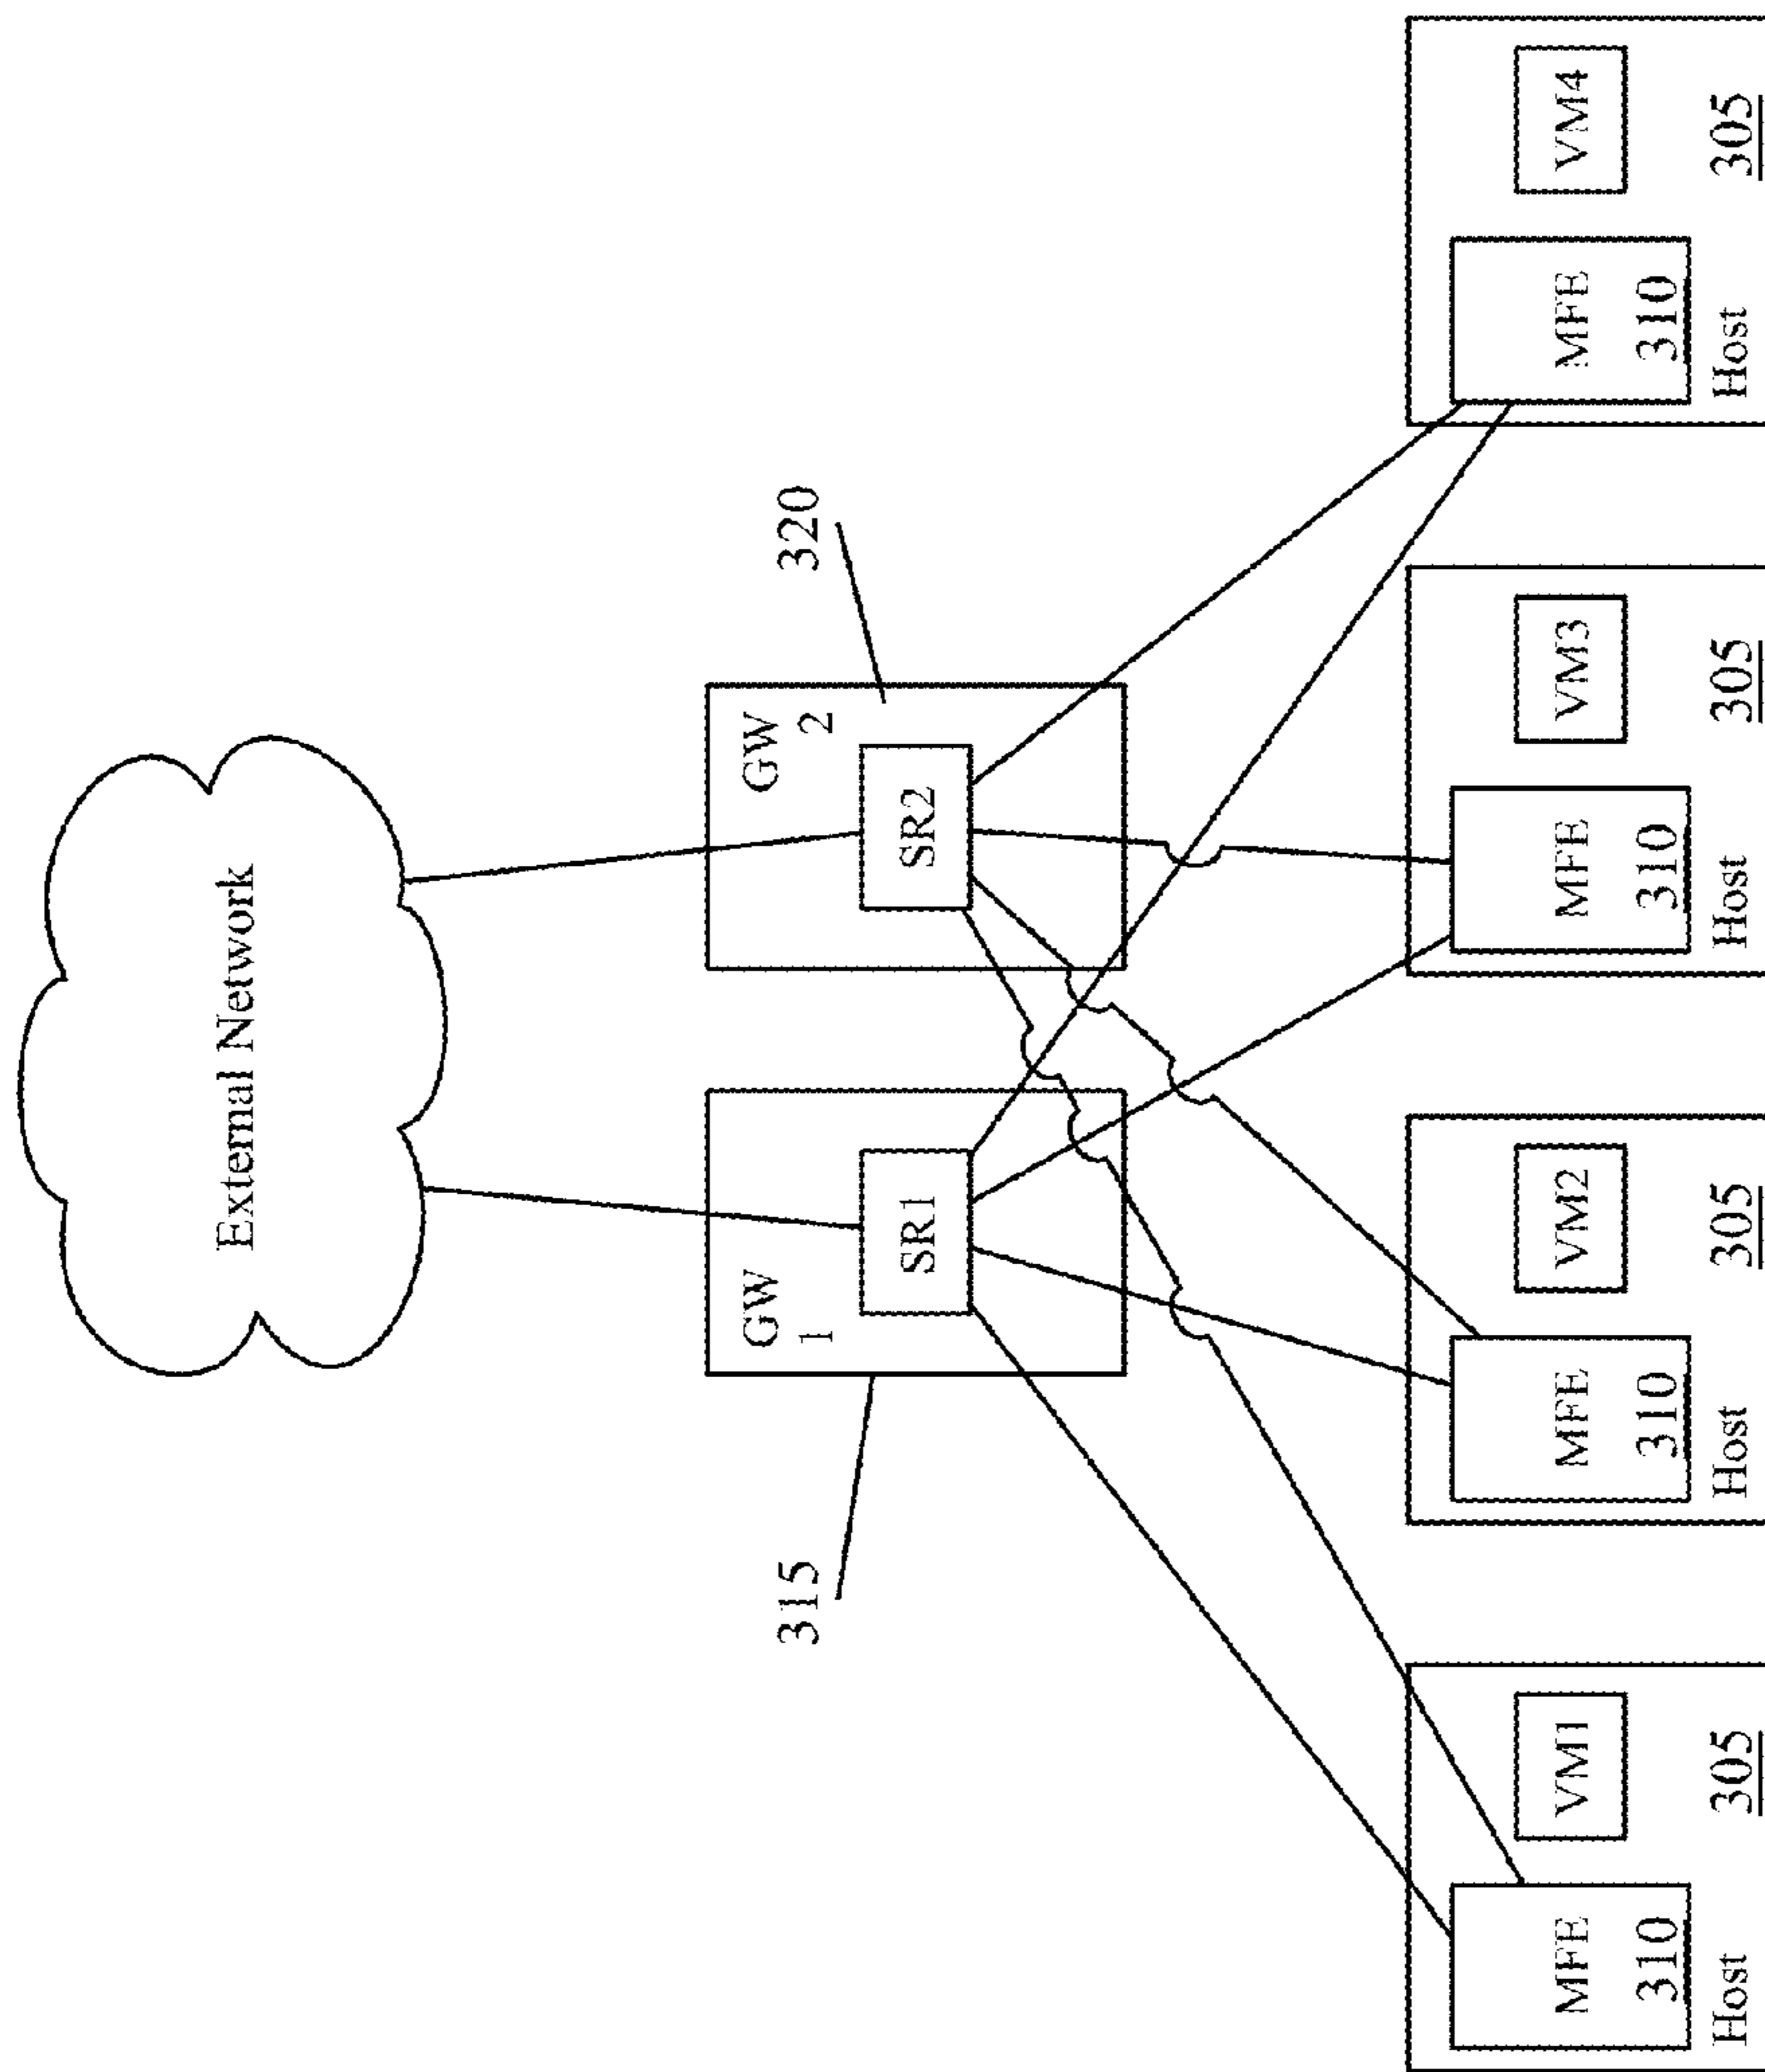 External Network
GW
1
SR1
315
GW
2
SR2
320
MFE
310
VM1
Host
305
MFE
310
VM2
Host
305
MFE
310
VM3
Host
305
MFE
310
VM4
Host
305